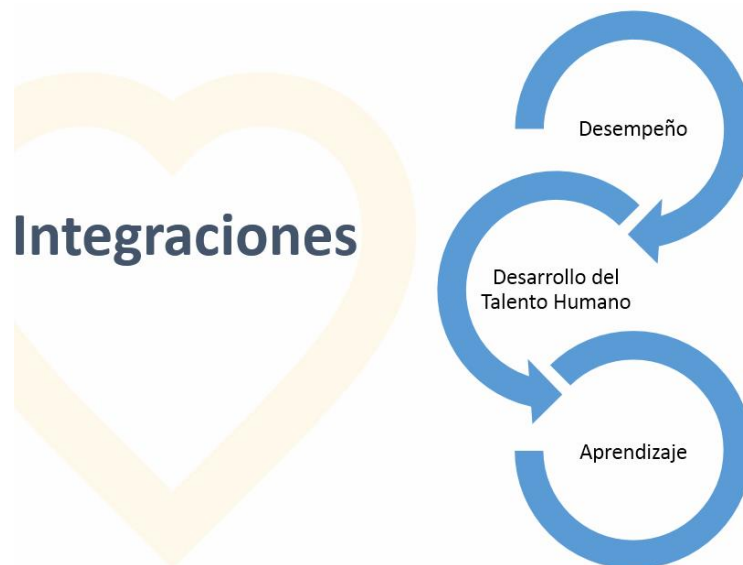 Integraciones
Desempeño
Desarrollo del
Talento Humano
Aprendizaje